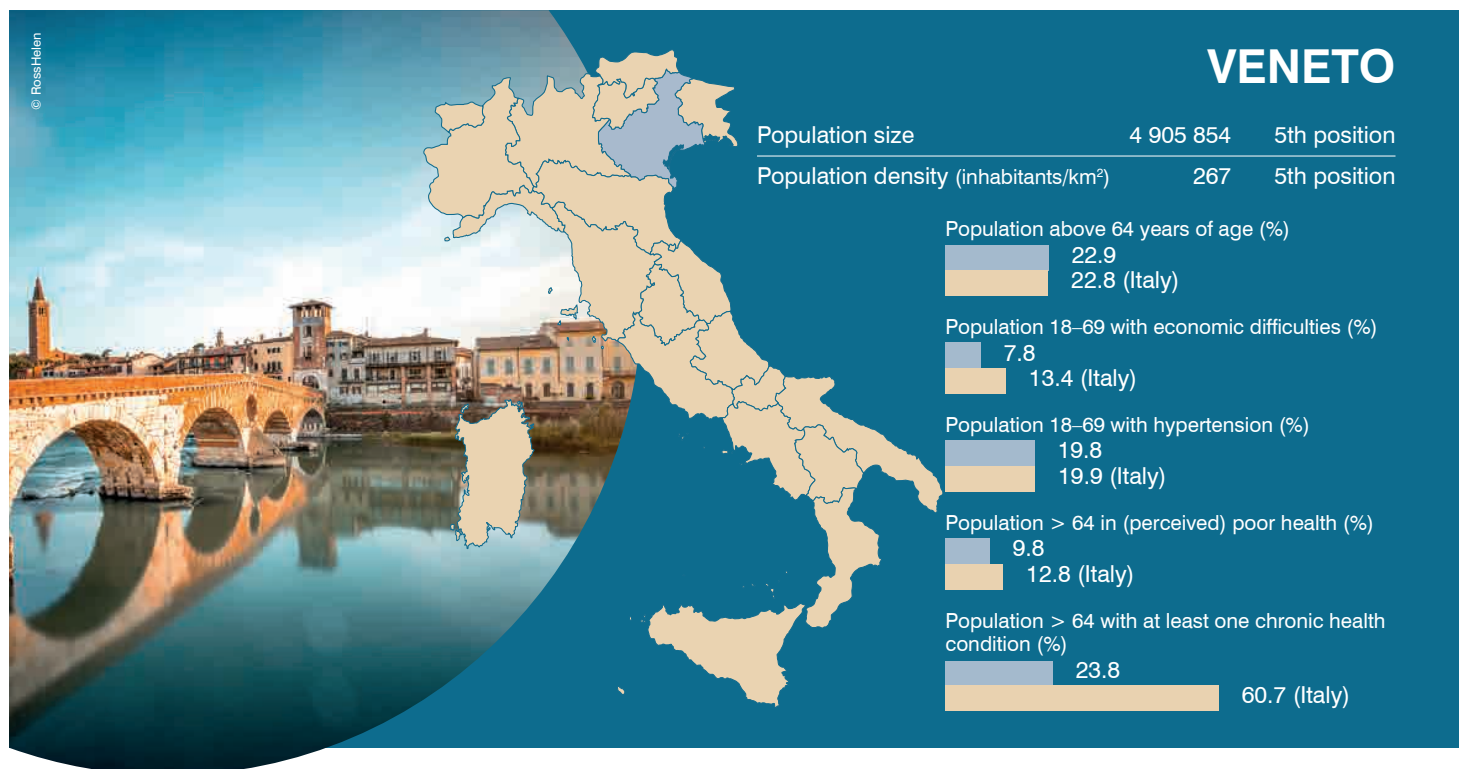 © RossHelen
VENETO
Population size 4 905 854 5th position
Population density (inhabitants/km²) 267 5th position
Population above 64 years of age (%)
22.9
22.8 (Italy)
Population 18–69 with economic difficulties (%)
7.8
13.4 (Italy)
Population 18–69 with hypertension (%)
19.8
19.9 (Italy)
Population > 64 in (perceived) poor health (%)
9.8
12.8 (Italy)
Population > 64 with at least one chronic health
condition (%)
23.8
60.7 (Italy)